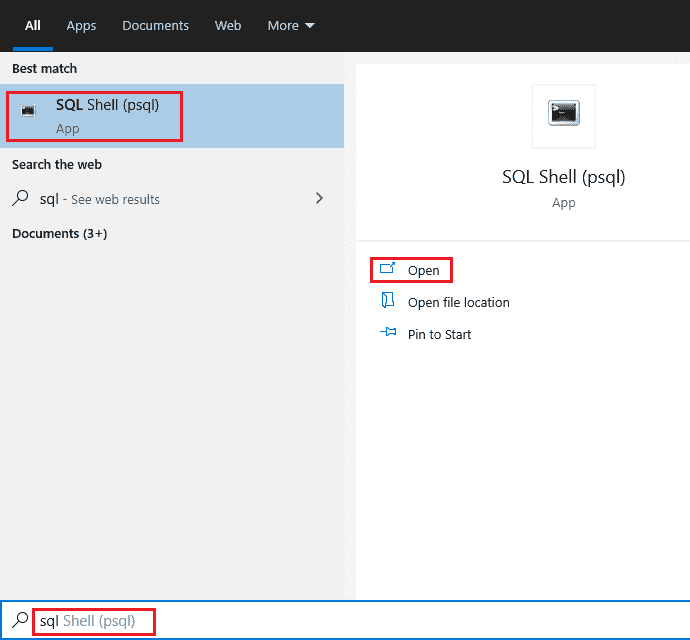 All Apps Documents Web More
Best match
SQL Shell (psql)
App
Search the web
sql - See web results
Documents (3+)
SQL Shell (psql)
App
Open
Open file location
Pin to Start
sql Shell (psql)